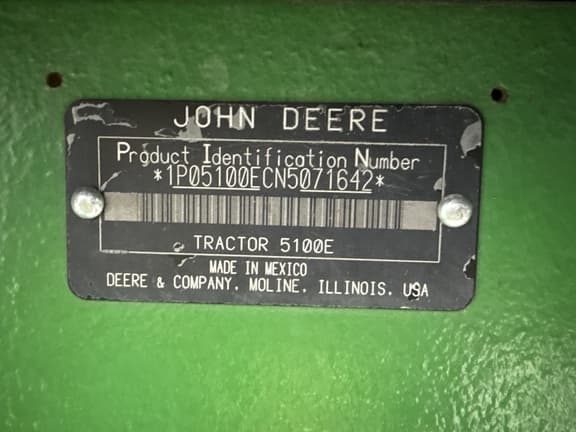 JOHN DEERE
Product Identification Number
*1P05100ECN5071642*
TRACTOR 5100E
MADE IN MEXICO
DEERE & COMPANY, MOLINE, ILLINOIS, USA